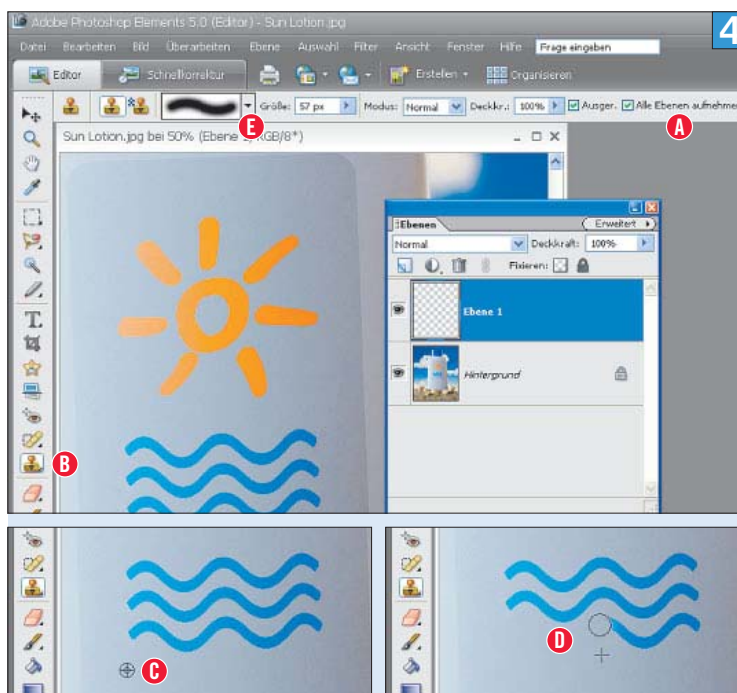 Adobe Photoshop Elements 5.0 (Editor) - Sun Lotion.jpg
4
Datei Bearbeiten Bild Überarbeiten Ebene Auswahl Filter Ansicht Fenster Hilfe Frage eingeben
Editor Schnellkorrektur Erstellen Organisieren
Größe: 57 px Modus: Normal Deckkr.: 100% Ausger. Alle Ebenen aufnehmen
E
A
Sun Lotion.jpg bei 50% (Ebene 1, RGB/8*)
Ebenen Erweitert
Normal Deckkraft: 100%
Fixieren:
Ebene 1
Hintergrund
T
B
C
D